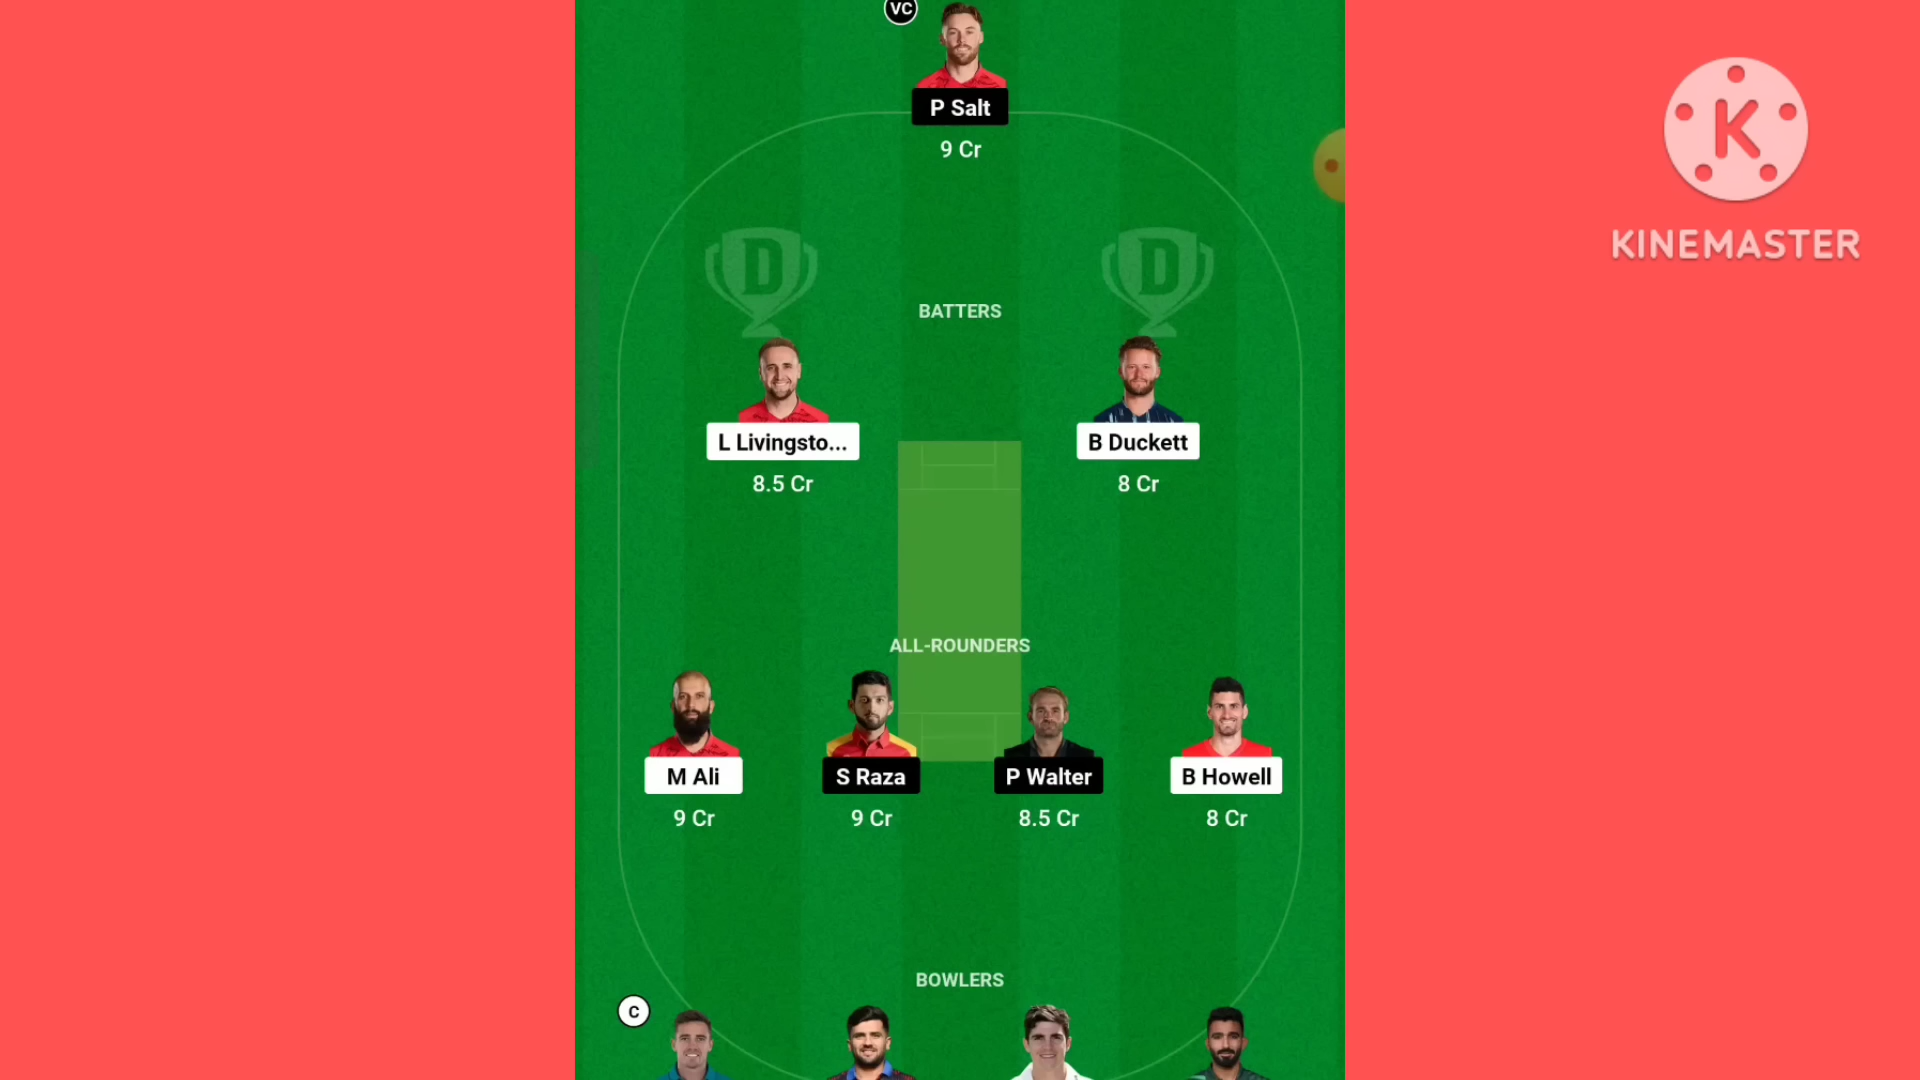 VC
P Salt
9 Cr
K
KINEMASTER
D D
BATTERS
L Livingsto... B Duckett
8.5 Cr 8 Cr
ALL-ROUNDERS
M Ali S Raza P Walter B Howell
9 Cr 9 Cr 8.5 Cr 8 Cr
BOWLERS
C